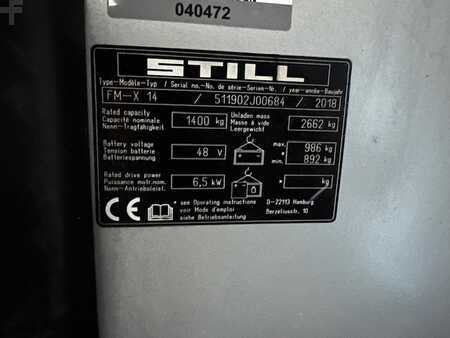 040472
STILL
Type-Modèle-Typ / Serial no.-No. de série-Serien-Nr. / year-année-Baujahr
FM-X 14 / 511902J00684 / 2018
Rated capacity
Capacité nominale
Nenn-Tragfähigkeit
1400 kg
Unladen mass
Masse à vide
Leergewicht
2662 kg
Battery voltage
Tension batterie
Batteriespannung
48 V
max. 986 kg
min. 892 kg
Rated drive power
Puissance motr.nom.
Nenn-Antriebsleist.
6,5 kW
* kg
CE
* see Operating instructions
voir Mode d'emploi
siehe Betriebsanleitung
D-22113 Hamburg
Berzeliusstr. 10